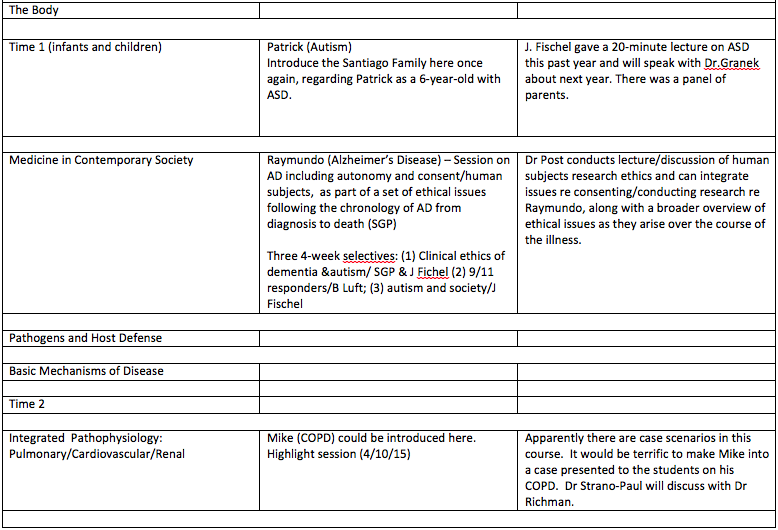 The Body
Time 1 (infants and children)
Patrick (Autism)
Introduce the Santiago Family here once
again, regarding Patrick as a 6-year-old with
ASD.
J. Fischel gave a 20-minute lecture on ASD
this past year and will speak with Dr.Granek
about next year. There was a panel of
parents.
Medicine in Contemporary Society
Raymundo (Alzheimer’s Disease) – Session on
AD including autonomy and consent/human
subjects,  as part of a set of ethical issues
following the chronology of AD from
diagnosis to death (SGP)
Three 4-week selectives: (1) Clinical ethics of
dementia &autism/ SGP & J Fichel (2) 9/11
responders/B Luft; (3) autism and society/J
Fischel
Dr Post conducts lecture/discussion of human
subjects research ethics and can integrate
issues re consenting/conducting research re
Raymundo, along with a broader overview of
ethical issues as they arise over the course of
the illness.
Pathogens and Host Defense
Basic Mechanisms of Disease
Time 2
Integrated  Pathophysiology:
Pulmonary/Cardiovascular/Renal
Mike (COPD) could be introduced here.
Highlight session (4/10/15)
Apparently there are case scenarios in this
course.  It would be terrific to make Mike into
a case presented to the students on his
COPD.  Dr Strano-Paul will discuss with Dr
Richman.